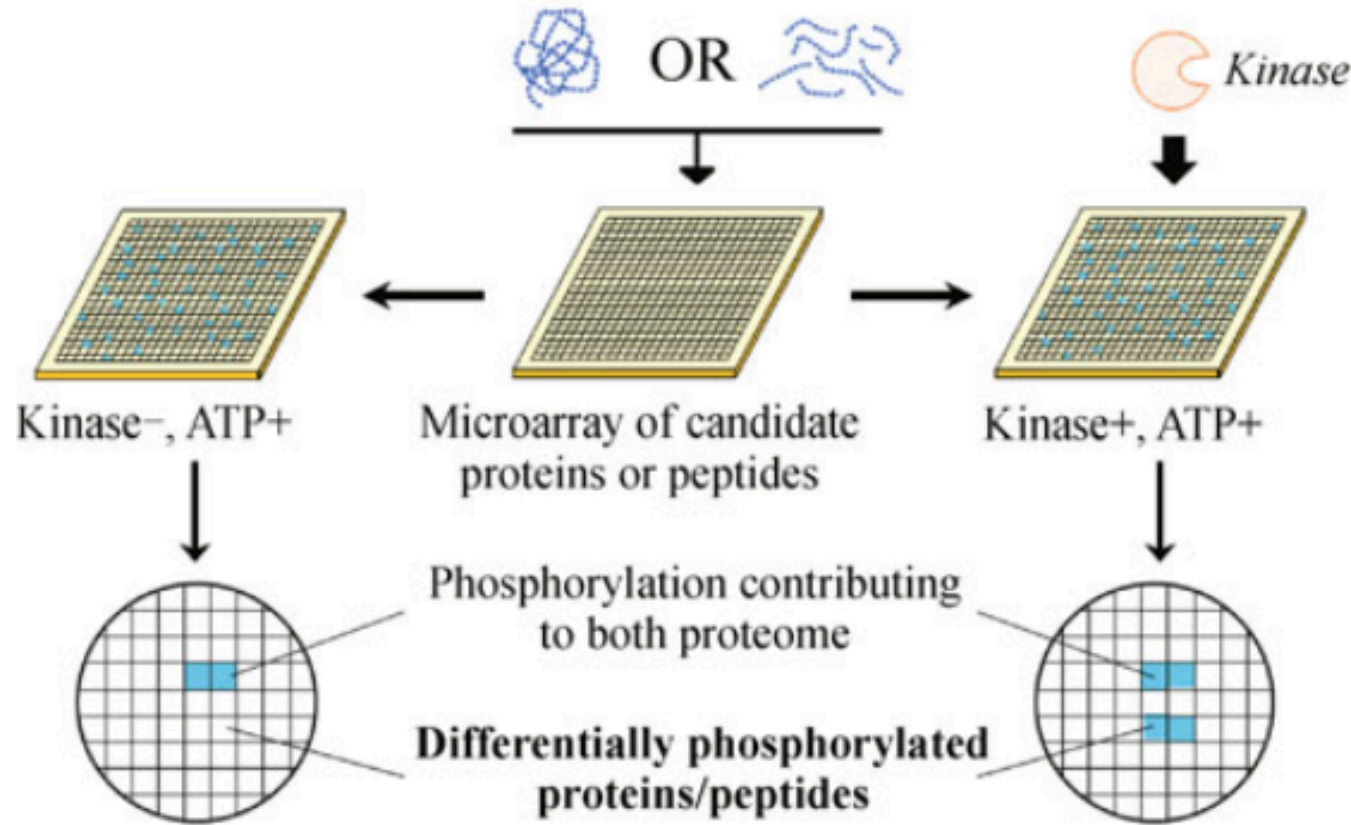 OR
Kinase
Kinase−, ATP+
Microarray of candidate
proteins or peptides
Kinase+, ATP+
Phosphorylation contributing
to both proteome
Differentially phosphorylated
proteins/peptides